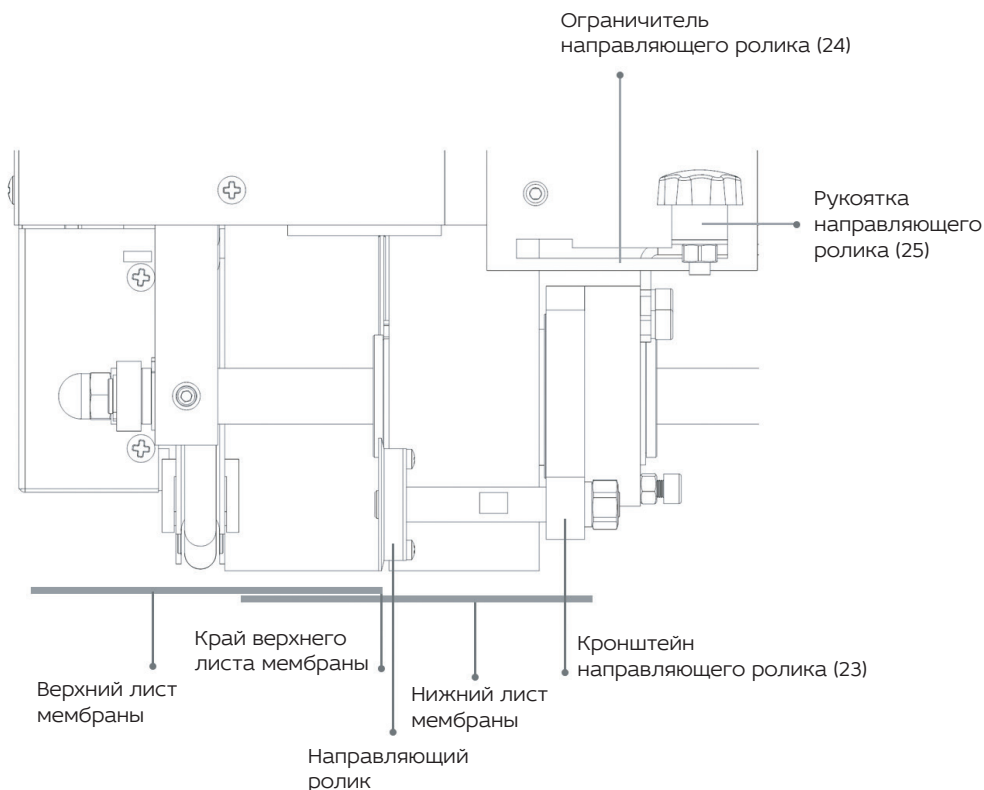 Ограничитель
направляющего ролика (24)
Рукоятка
направляющего
ролика (25)
Край верхнего
листа мембраны
Кронштейн
направляющего ролика (23)
Верхний лист
мембраны
Нижний лист
мембраны
Направляющий
ролик